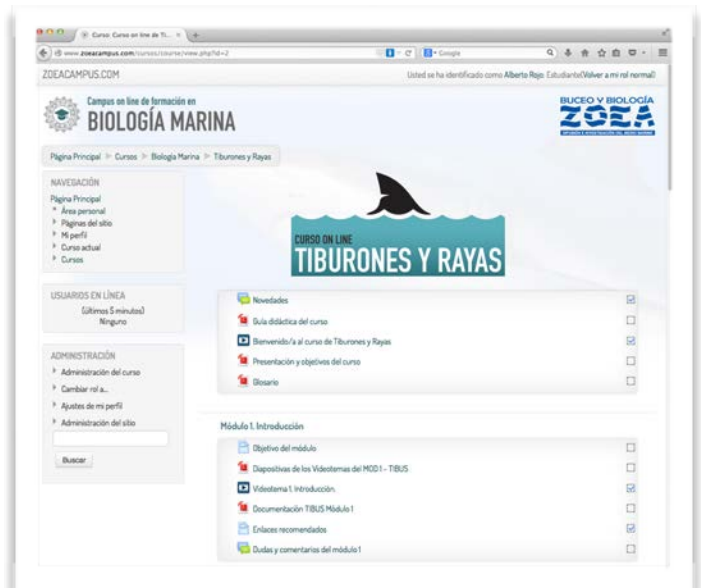 Curso: Curso on line de Ti...
www.zoeacampus.com/cursos/course/view.php?id=2
Google
ZOEACAMPUS.COM
Usted se ha identificado como Alberto Rojo: Estudiante(Volver a mi rol normal)
Campus on line de formación en
BIOLOGÍA MARINA
BUCEO Y BIOLOGÍA
ZOEA
Página Principal Cursos Biología Marina Tiburones y Rayas
NAVEGACIÓN
Página Principal
Área personal
Páginas del sitio
Mi perfil
Curso actual
Cursos
CURSO ON LINE
TIBURONES Y RAYAS
USUARIOS EN LÍNEA
(últimos 5 minutos)
Ninguno
Novedades
Guía didáctica del curso
Bienvenido/a al curso de Tiburones y Rayas
Presentación y objetivos del curso
Glosario
ADMINISTRACIÓN
Administración del curso
Cambiar rol a...
Ajustes de mi perfil
Administración del sitio
Buscar
Módulo 1. Introducción
Objetivo del módulo
Diapositivas de los Videotemas del MOD.1 - TIBUS
Videotema 1. Introducción.
Documentación TIBUS Módulo 1
Enlaces recomendados
Dudas y comentarios del módulo 1